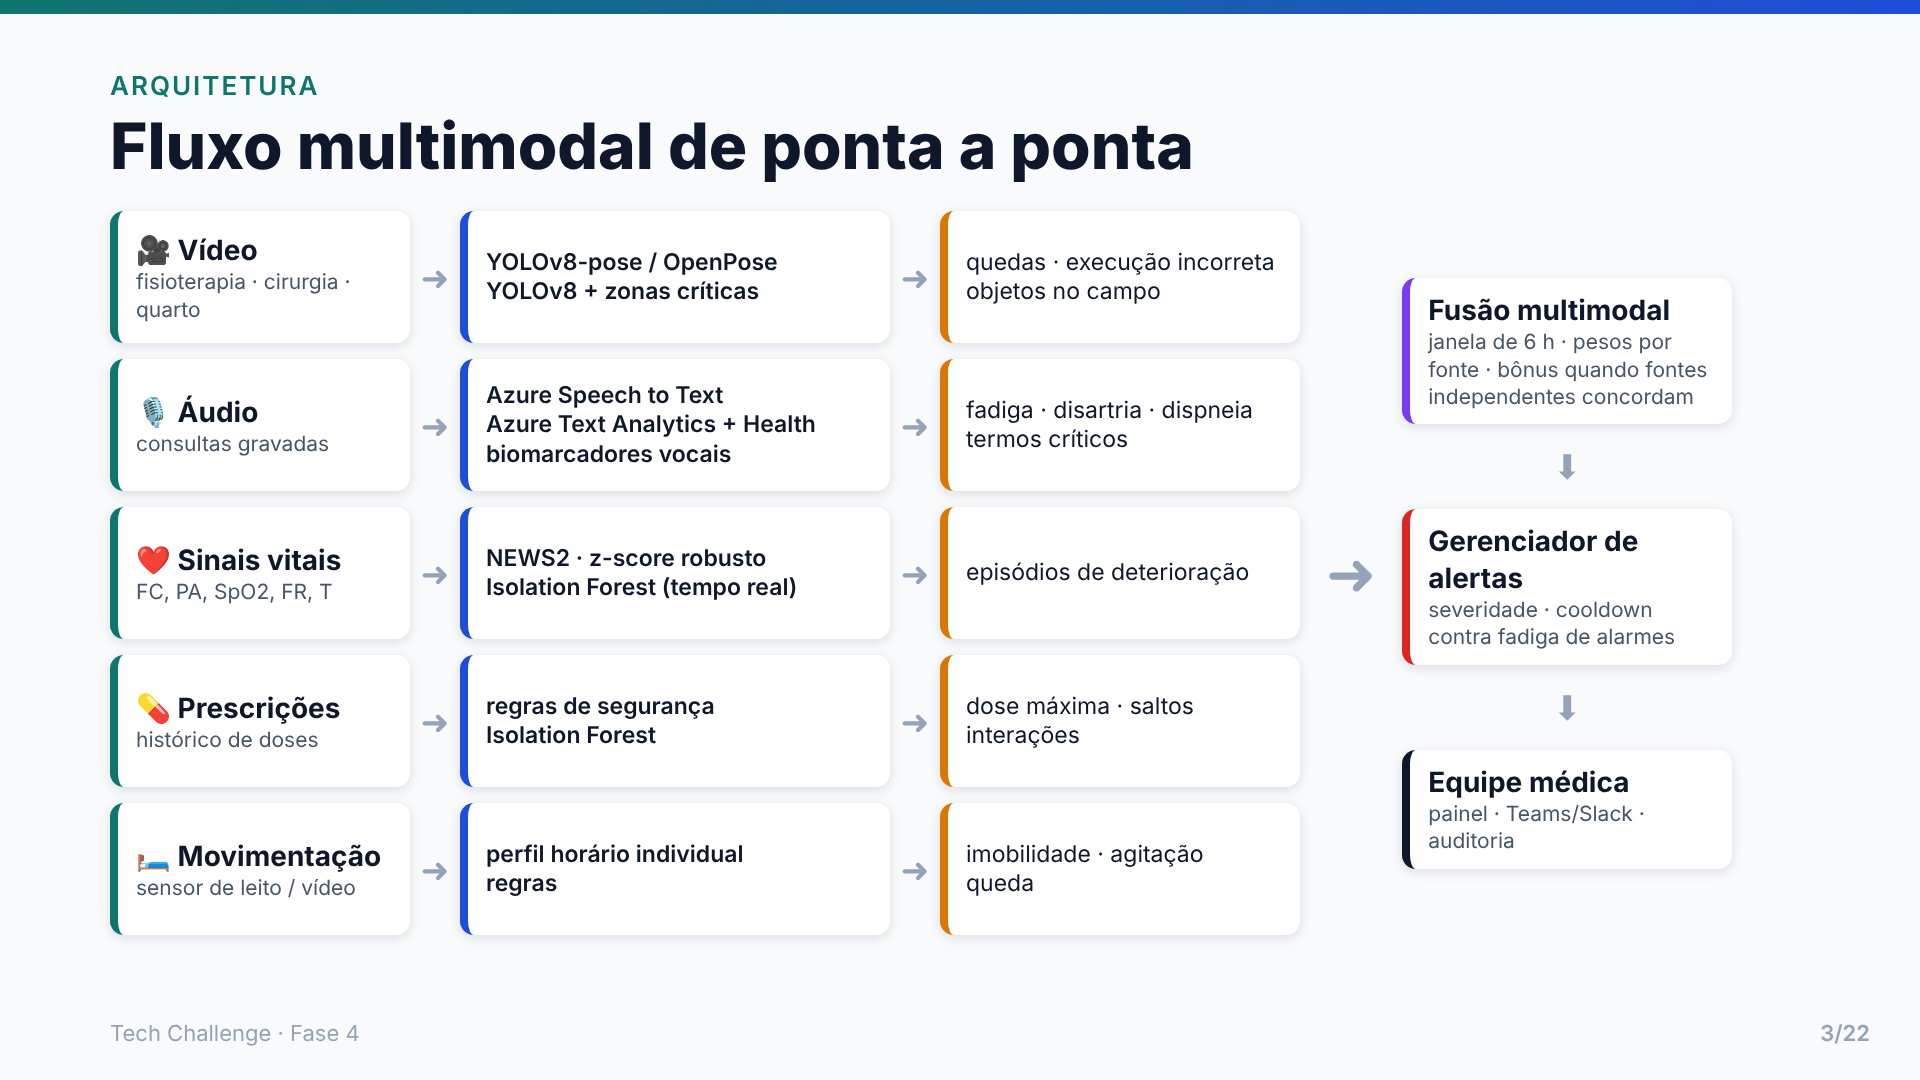 ARQUITETURA
Fluxo multimodal de ponta a ponta
Vídeo
fisioterapia · cirurgia ·
quarto
YOLOv8-pose / OpenPose
YOLOv8 + zonas críticas
quedas · execução incorreta
objetos no campo
Áudio
consultas gravadas
Azure Speech to Text
Azure Text Analytics + Health
biomarcadores vocais
fadiga · disartria · dispneia
termos críticos
Sinais vitais
FC, PA, SpO2, FR, T
NEWS2 · z-score robusto
Isolation Forest (tempo real)
episódios de deterioração
Prescrições
histórico de doses
regras de segurança
Isolation Forest
dose máxima · saltos
interações
Movimentação
sensor de leito / vídeo
perfil horário individual
regras
imobilidade · agitação
queda
Fusão multimodal
janela de 6 h · pesos por
fonte · bônus quando fontes
independentes concordam
Gerenciador de
alertas
severidade · cooldown
contra fadiga de alarmes
Equipe médica
painel · Teams/Slack ·
auditoria
Tech Challenge · Fase 4
3/22